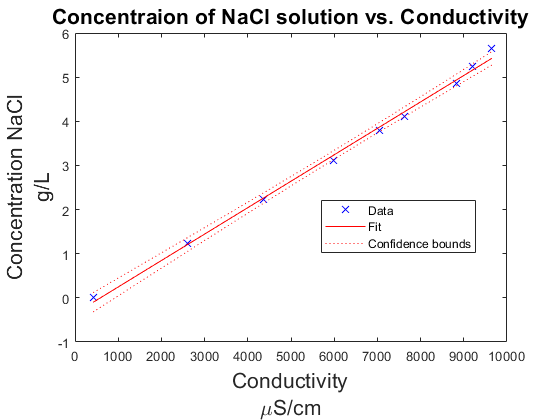 Concentraion of NaCl solution vs. Conductivity
6
5
4
3
2
1
0
-1
Concentration NaCl
g/L
Data
Fit
Confidence bounds
0 1000 2000 3000 4000 5000 6000 7000 8000 9000 10000
Conductivity
μS/cm